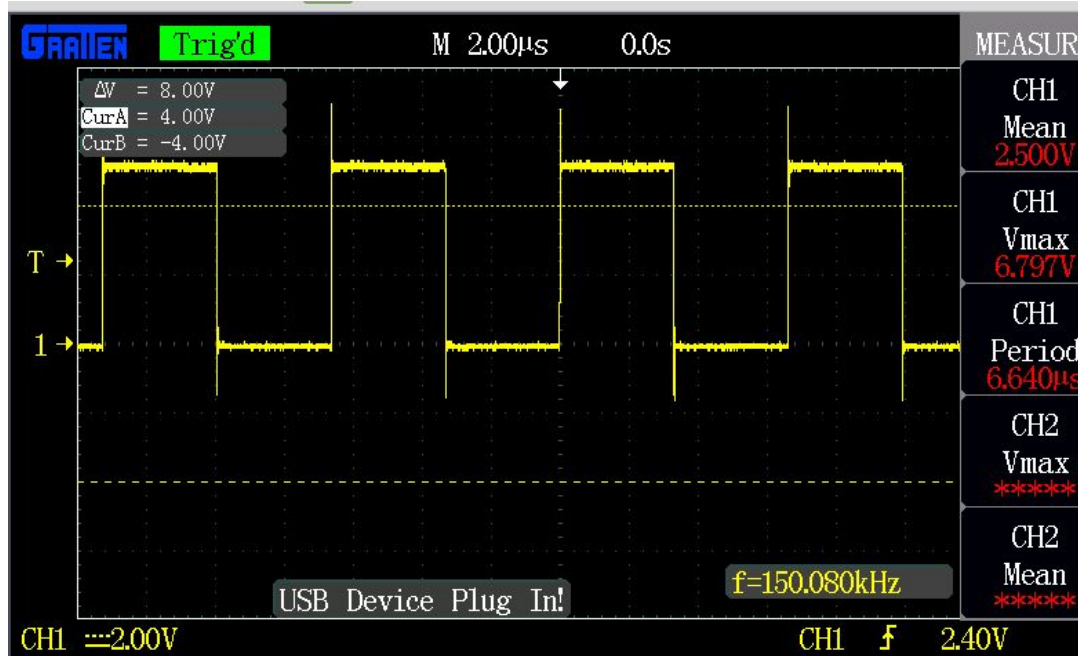 GRATTEN Trig'd M 2.00µs 0.0s MEASUR
ΔV = 8.00V
CurA = 4.00V
CurB = -4.00V
CH1
Mean
2.500V
CH1
Vmax
6.797V
T
1
CH1
Period
6.640µs
CH2
Vmax
*****
CH2
Mean
*****
f=150.080kHz
USB Device Plug In!
CH1 2.00V CH1 2.40V